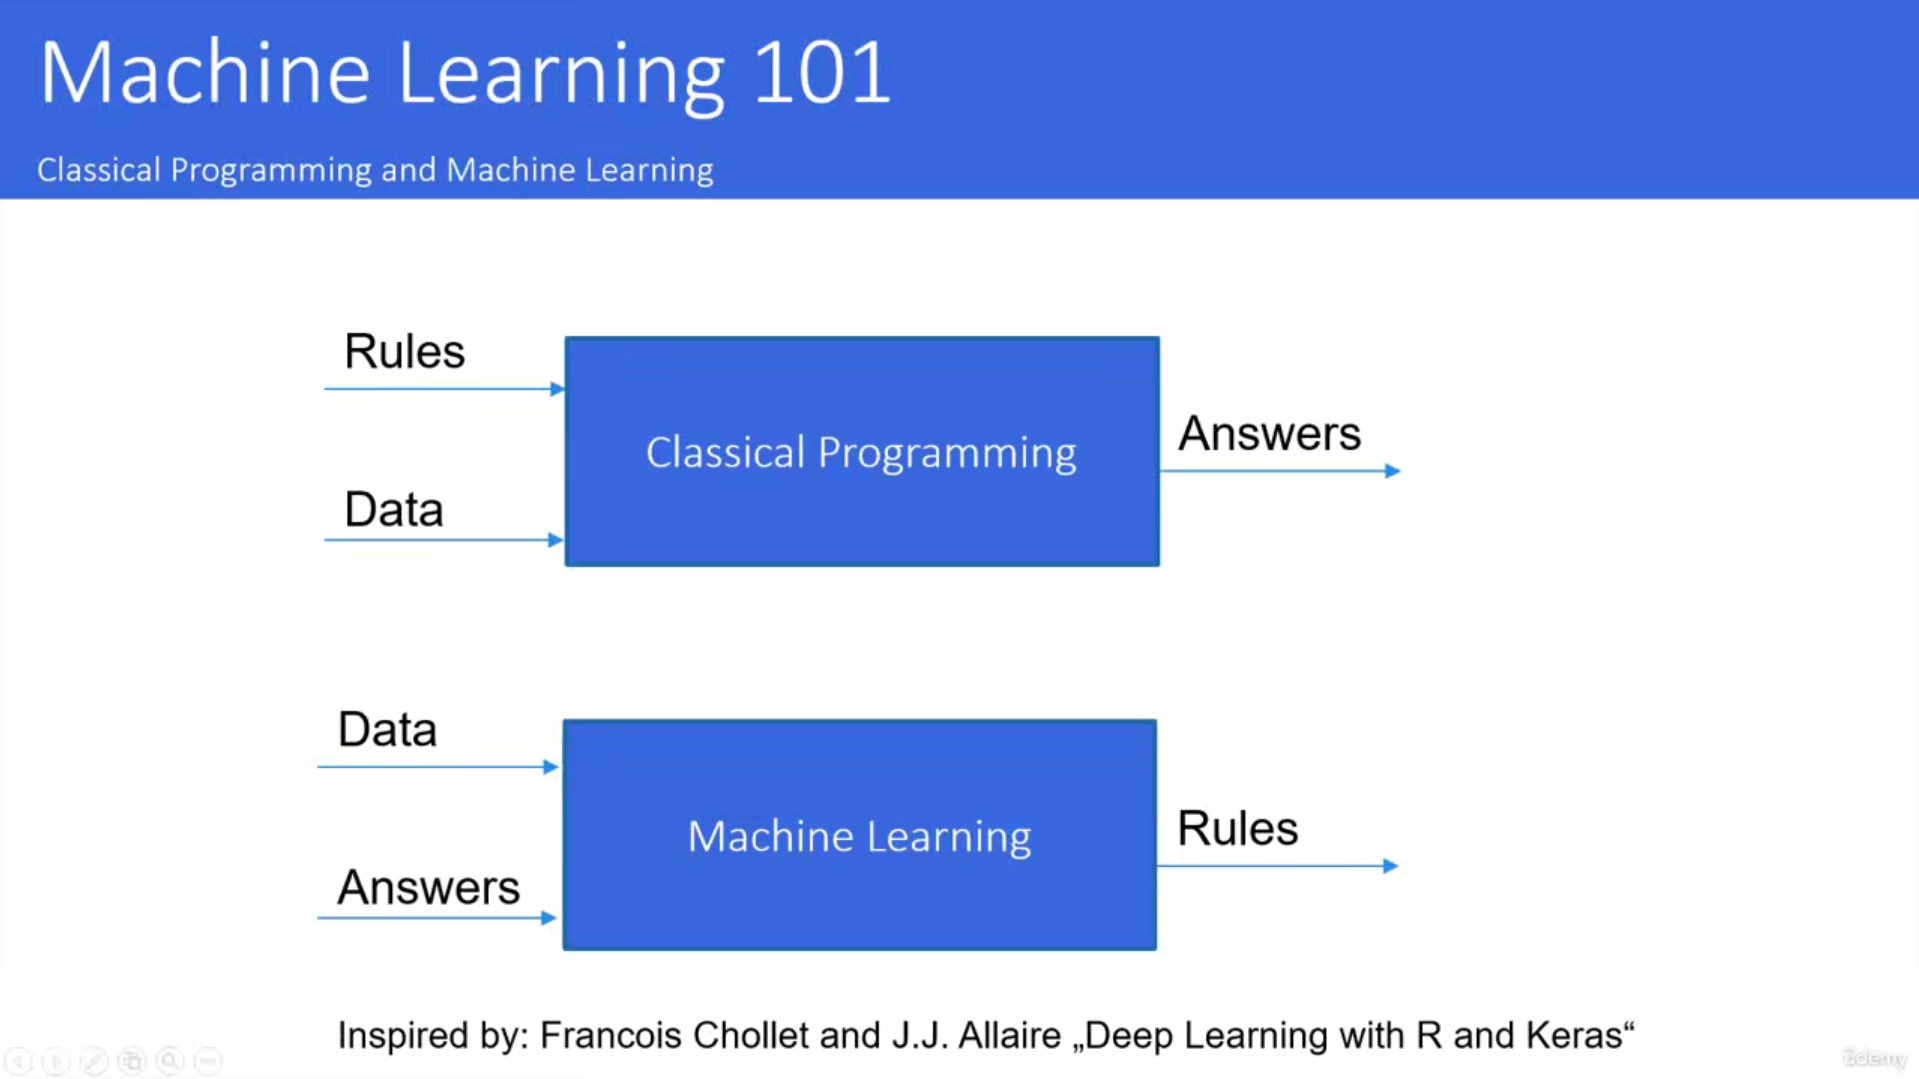 Machine Learning 101
Classical Programming and Machine Learning
Rules
Data
Classical Programming
Answers
Data
Answers
Machine Learning
Rules
Inspired by: Francois Chollet and J.J. Allaire „Deep Learning with R and Keras“
ûdemy